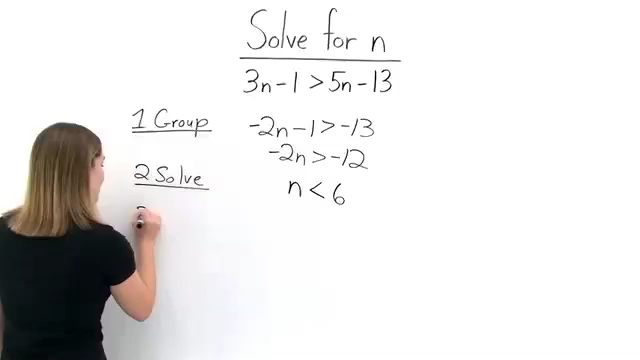 Solve for n
3n-1>5n-13
1 Group
-2n-1>-13
-2n>-12
2 Solve
n<6